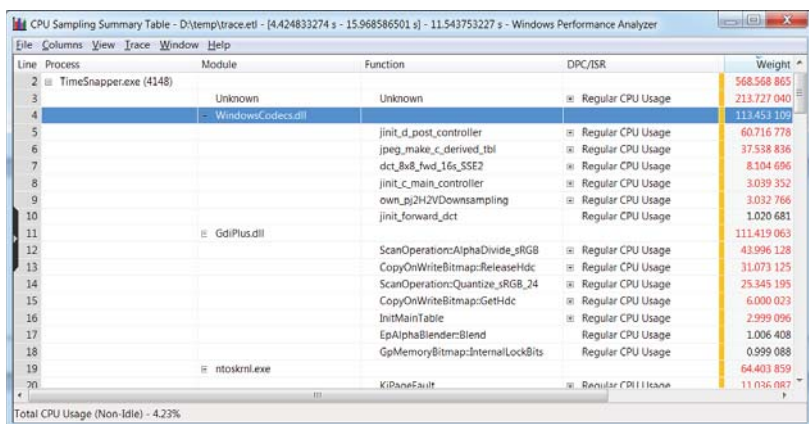 CPU Sampling Summary Table - D:\temp\trace.etl - [4.424833274 s - 15.968586501 s] - 11.543753227 s - Windows Performance Analyzer
File Columns View Trace Window Help
Line Process Module Function DPC/ISR Weight
2 TimeSnapper.exe (4148) 568.568 865
3 Unknown Unknown Regular CPU Usage 213.727 040
4 WindowsCodecs.dll 113.453 109
5 jinit_d_post_controller Regular CPU Usage 60.716 778
6 jpeg_make_c_derived_tbl Regular CPU Usage 37.538 836
7 dct_8x8_fwd_16s_SSE2 Regular CPU Usage 8.104 696
8 jinit_c_main_controller Regular CPU Usage 3.039 352
9 own_pj2H2VDownsampling Regular CPU Usage 3.032 766
10 jinit_forward_dct Regular CPU Usage 1.020 681
11 GdiPlus.dll 111.419 063
12 ScanOperation::AlphaDivide_sRGB Regular CPU Usage 43.996 128
13 CopyOnWriteBitmap::ReleaseHdc Regular CPU Usage 31.073 125
14 ScanOperation::Quantize_sRGB_24 Regular CPU Usage 25.345 195
15 CopyOnWriteBitmap::GetHdc Regular CPU Usage 6.000 023
16 InitMainTable Regular CPU Usage 2.999 096
17 EpAlphaBlender::Blend Regular CPU Usage 1.006 408
18 GpMemoryBitmap::InternalLockBits Regular CPU Usage 0.999 088
19 ntoskrnl.exe 64.403 859
20 KiPageFault Regular CPU Usage 11.036 087
Total CPU Usage (Non-Idle) - 4.23%